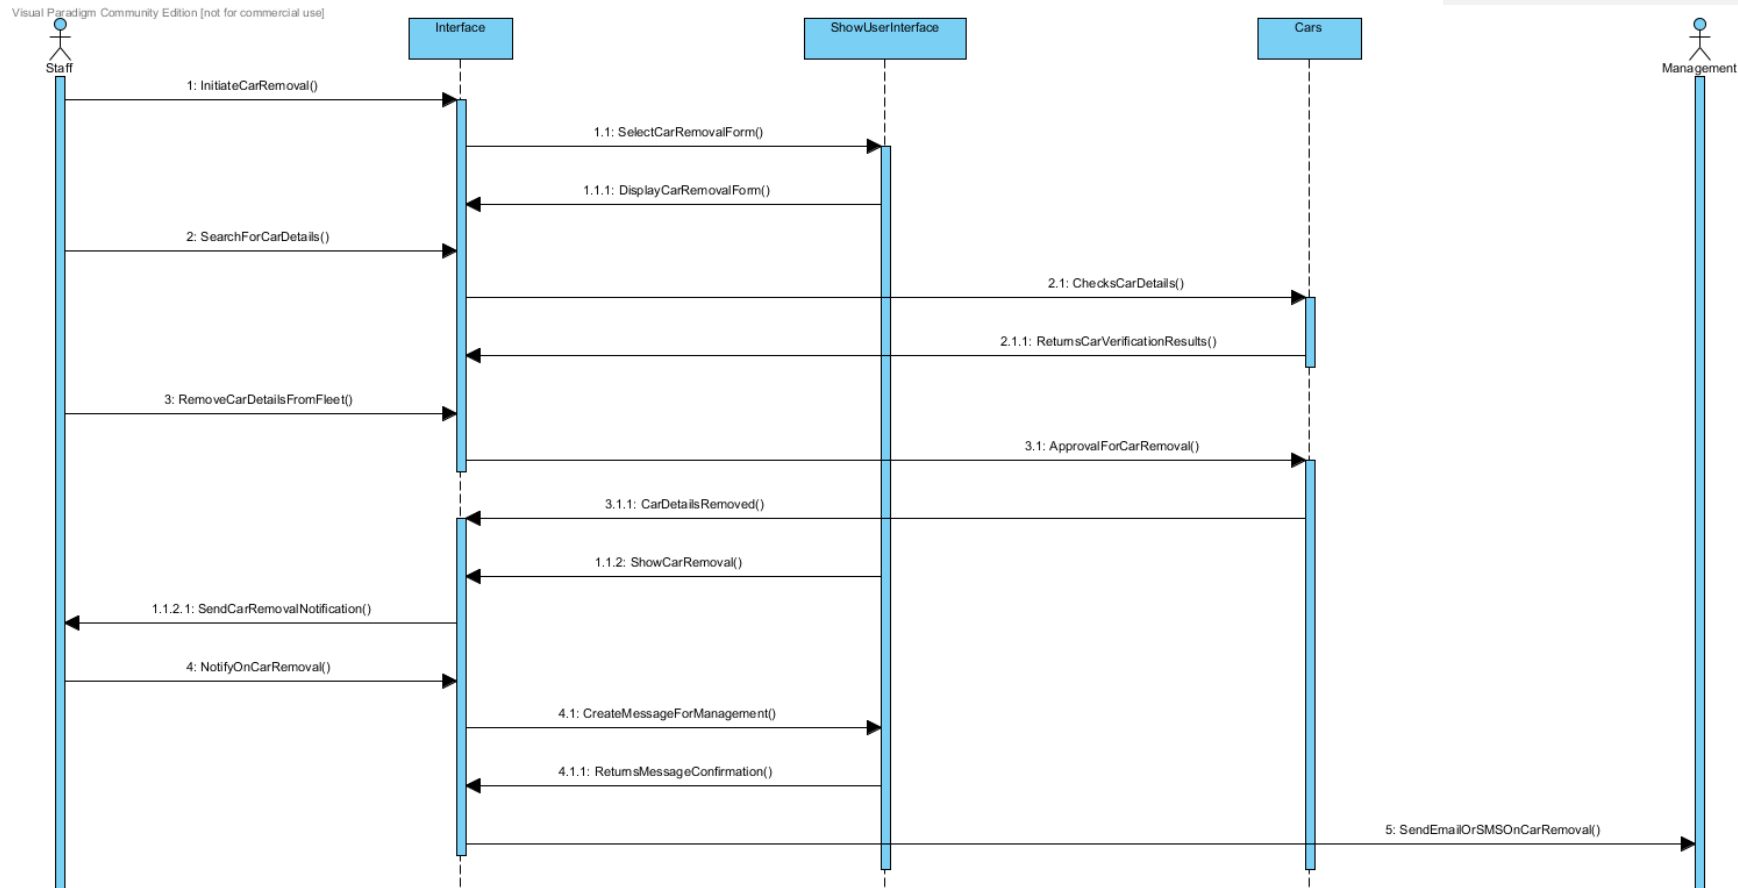 Visual Paradigm Community Edition [not for commercial use]
Interface
ShowUserInterface
Cars
Staff
Management
1: InitiateCarRemoval()
1.1: SelectCarRemovalForm()
1.1.1: DisplayCarRemovalForm()
2: SearchForCarDetails()
2.1: ChecksCarDetails()
2.1.1: ReturnsCarVerificationResults()
3: RemoveCarDetailsFromFleet()
3.1: ApprovalForCarRemoval()
3.1.1: CarDetailsRemoved()
1.1.2: ShowCarRemoval()
1.1.2.1: SendCarRemovalNotification()
4: NotifyOnCarRemoval()
4.1: CreateMessageForManagement()
4.1.1: ReturnsMessageConfirmation()
5: SendEmailOrSMSOnCarRemoval()